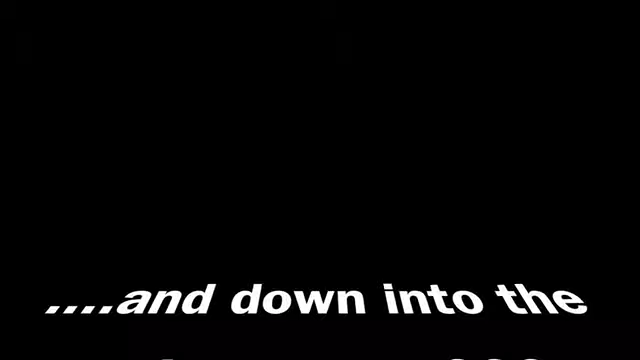 ....and down into the